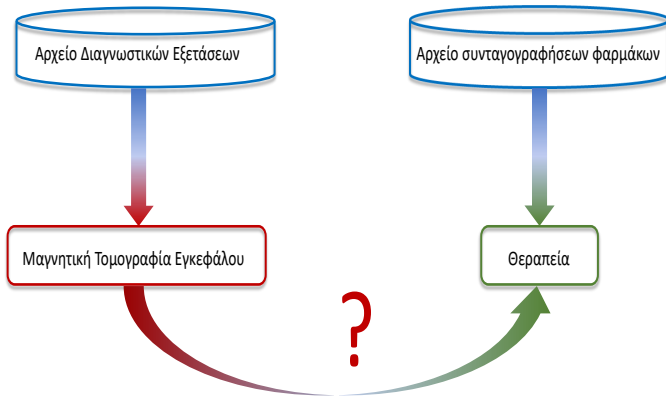 Αρχείο Διαγνωστικών Εξετάσεων
Αρχείο συνταγογραφήσεων φαρμάκων
Μαγνητική Τομογραφία Εγκεφάλου
Θεραπεία
?